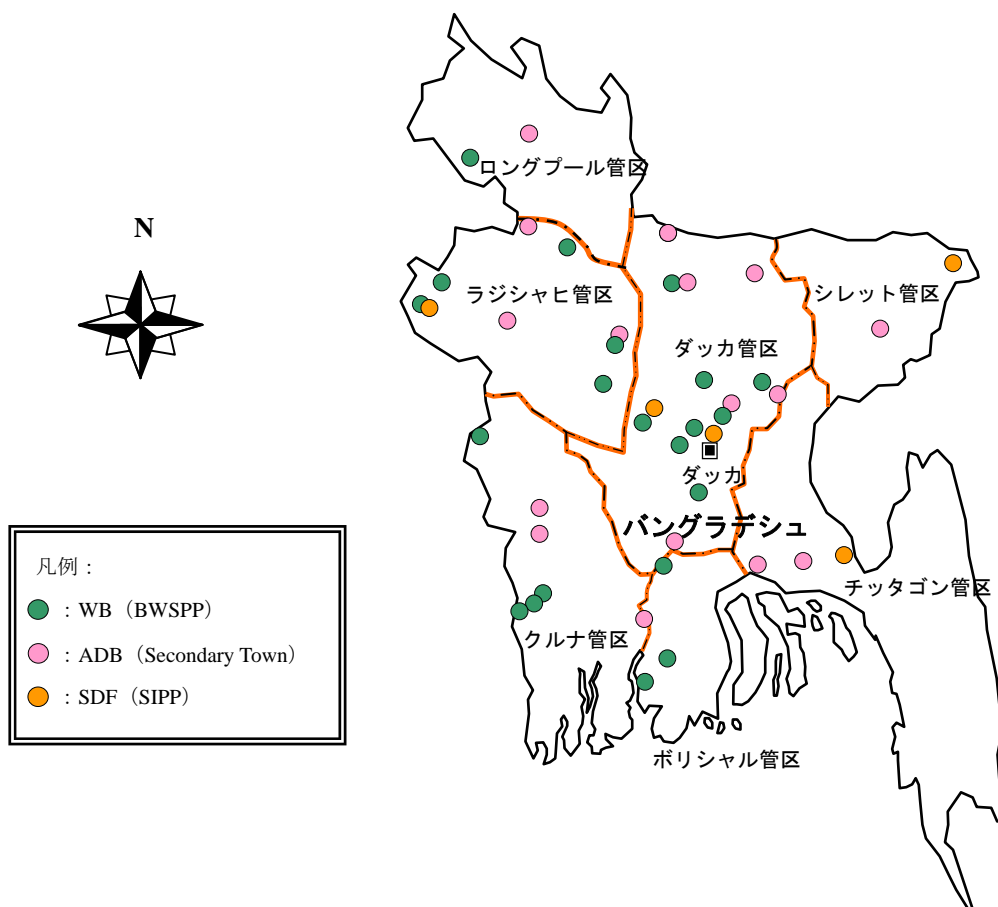 ロングプール管区
N
ラジシャヒ管区
シレット管区
ダッカ管区
ダッカ
バングラデシュ
凡例：
：WB（BWSPP）
：ADB（Secondary Town）
：SDF（SIPP）
チッタゴン管区
クルナ管区
ボリシャル管区